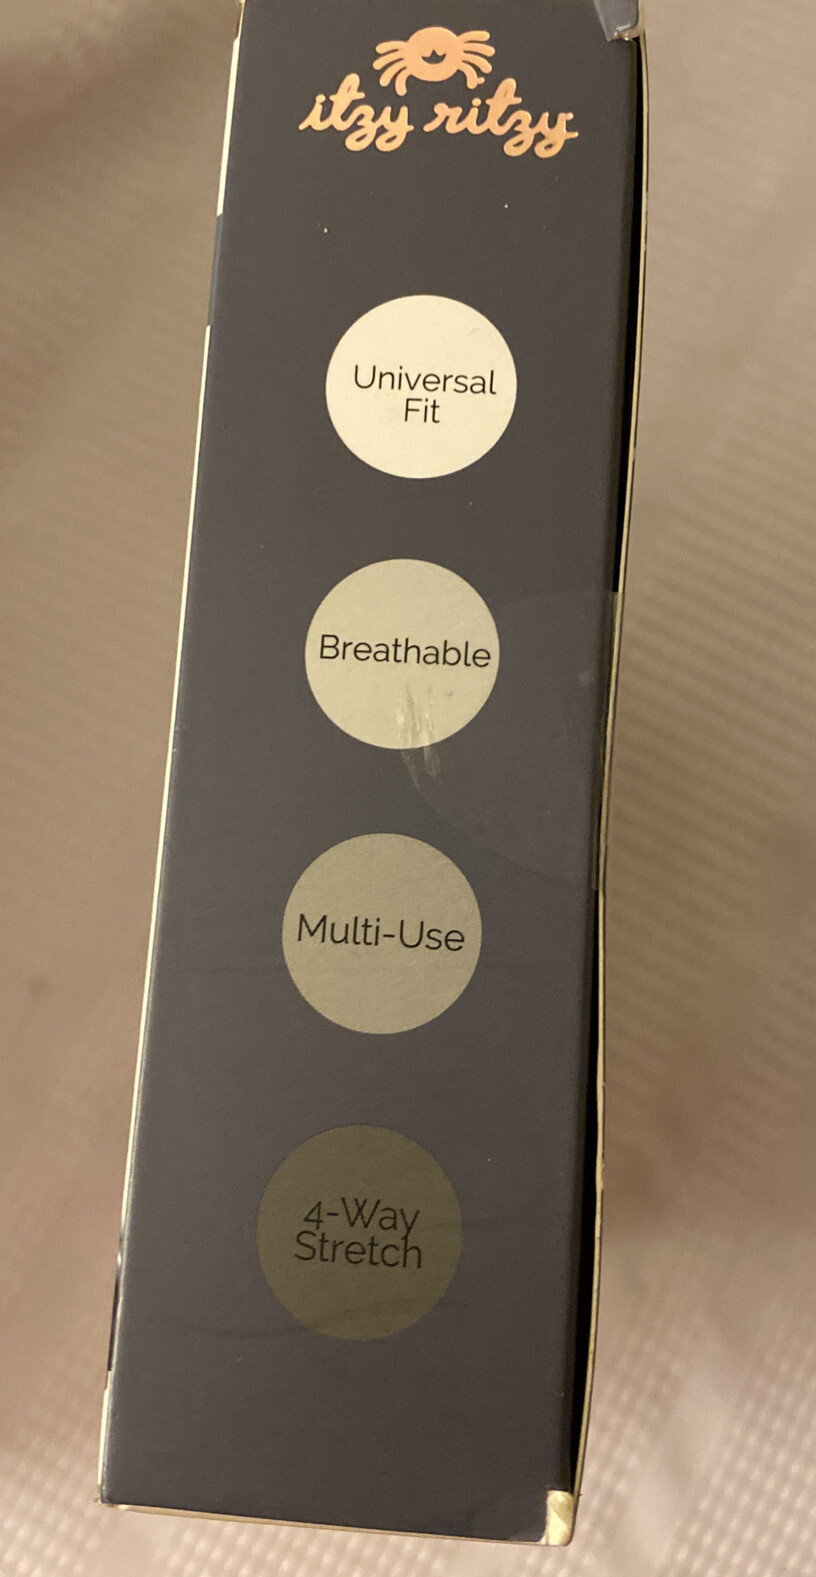 itzy ritzy
Universal
Fit
Breathable
Multi-Use
4-Way
Stretch